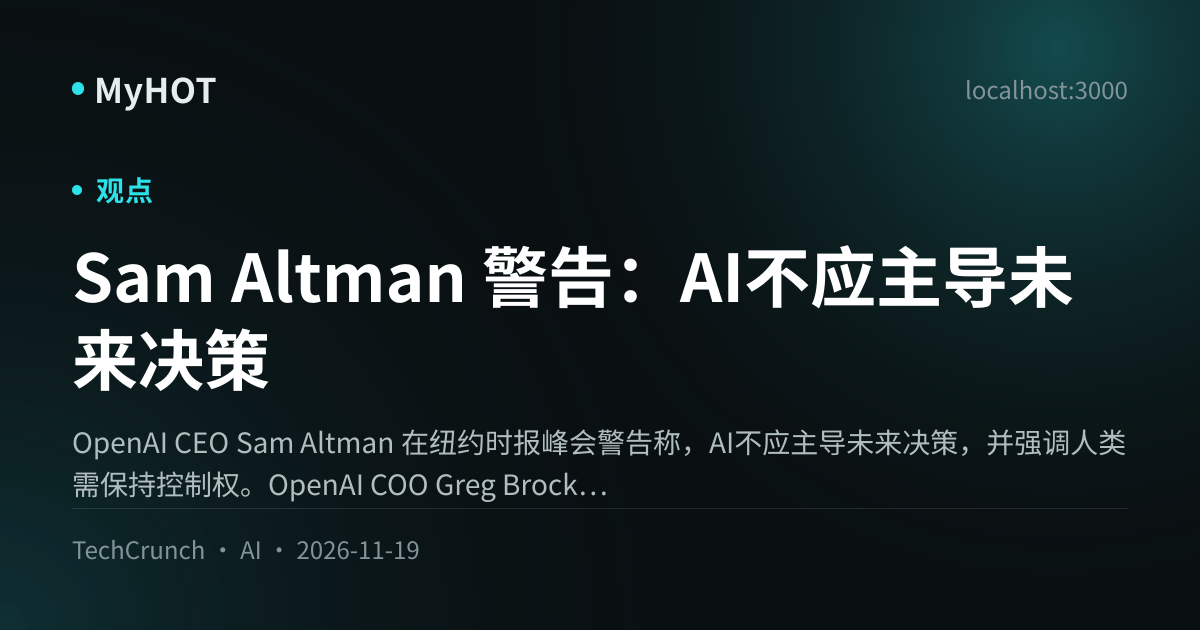 MyHOT
localhost:3000
观点
Sam Altman 警告：AI不应主导未
来决策
OpenAI CEO Sam Altman 在纽约时报峰会警告称，AI不应主导未来决策，并强调人类
需保持控制权。OpenAI COO Greg Brock…
TechCrunch · AI · 2026-11-19